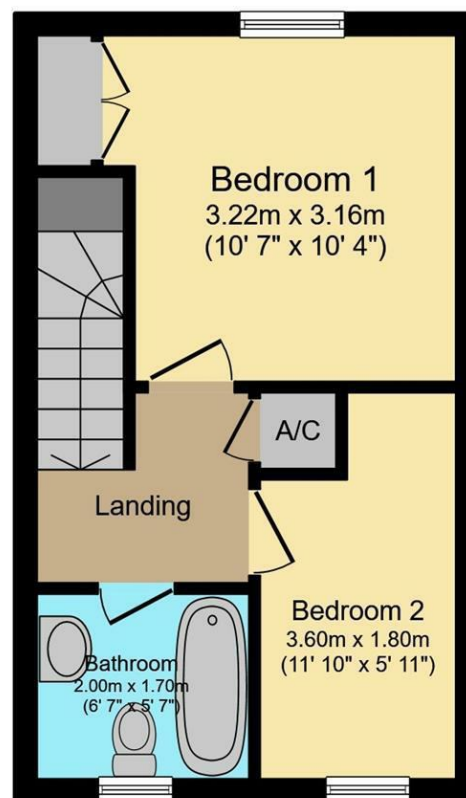 Bedroom 1
3.22m x 3.16m
(10' 7" x 10' 4")
A/C
Landing
Bedroom 2
3.60m x 1.80m
(11' 10" x 5' 11")
Bathroom
2.00m x 1.70m
(6' 7" x 5' 7")